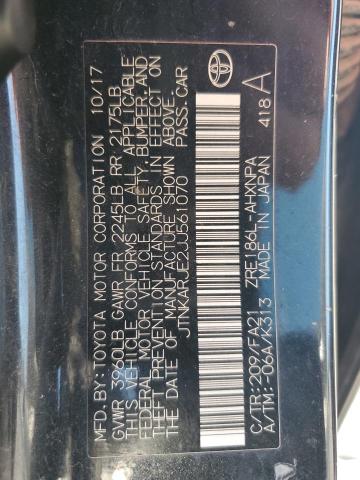 MFD. BY: TOYOTA MOTOR CORPORATION 10/17
GVWR 3960LB GAWR FR 2245LB RR 2175LB
THIS VEHICLE CONFORMS TO ALL APPLICABLE
FEDERAL MOTOR VEHICLE SAFETY, BUMPER, AND
THEFT PREVENTION STANDARDS IN EFFECT ON
THE DATE OF MANUFACTURE SHOWN ABOVE.
JTNKARJE2JJ561070 PASS.CAR
C/TR:209/FA21 ZRE186L-AHXNPA
A/TM:-06A/K313 MADE IN JAPAN 418 A
TOYOTA